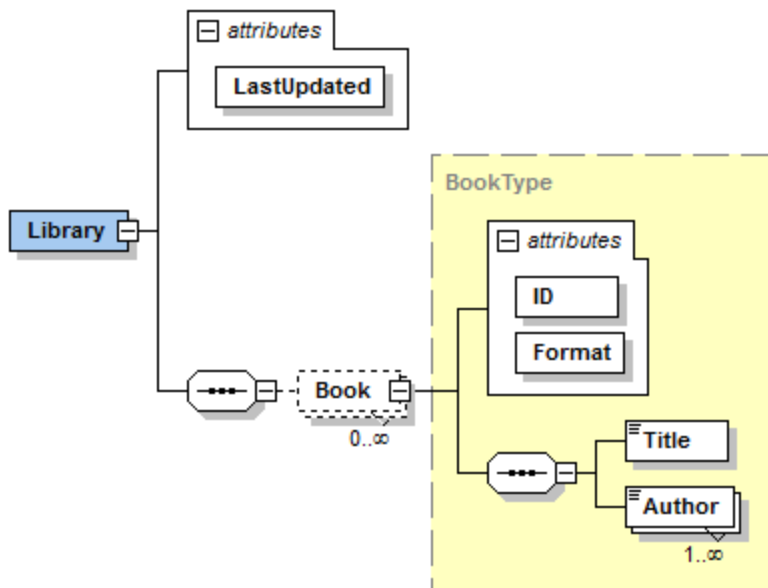 attributes
LastUpdated
BookType
Library
attributes
ID
Format
Book
0..∞
Title
Author
1..∞